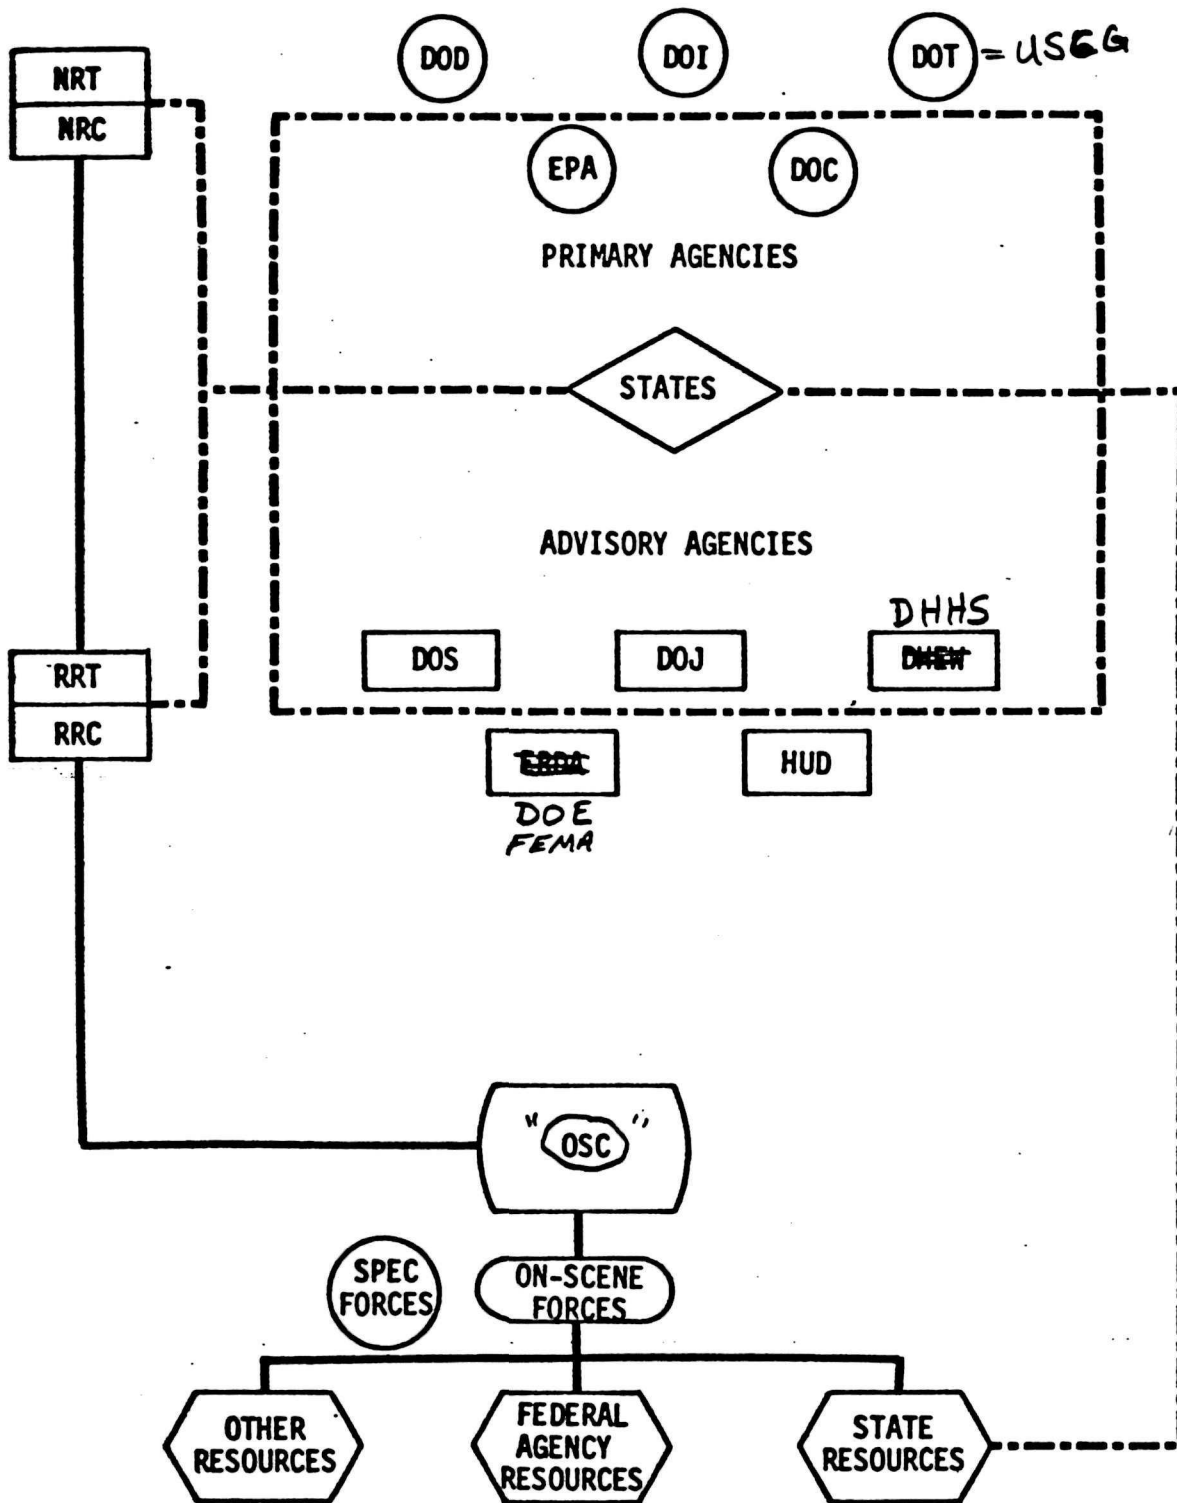 NRT
NRC
DOD
DOI
DOT = USCG
EPA
DOC
PRIMARY AGENCIES
STATES
ADVISORY AGENCIES
DHHS
DOS
DOJ
DHEW
RRT
RRC
ERDA
HUD
DOE
FEMA
" OSC "
SPEC
FORCES
ON-SCENE
FORCES
OTHER
RESOURCES
FEDERAL
AGENCY
RESOURCES
STATE
RESOURCES